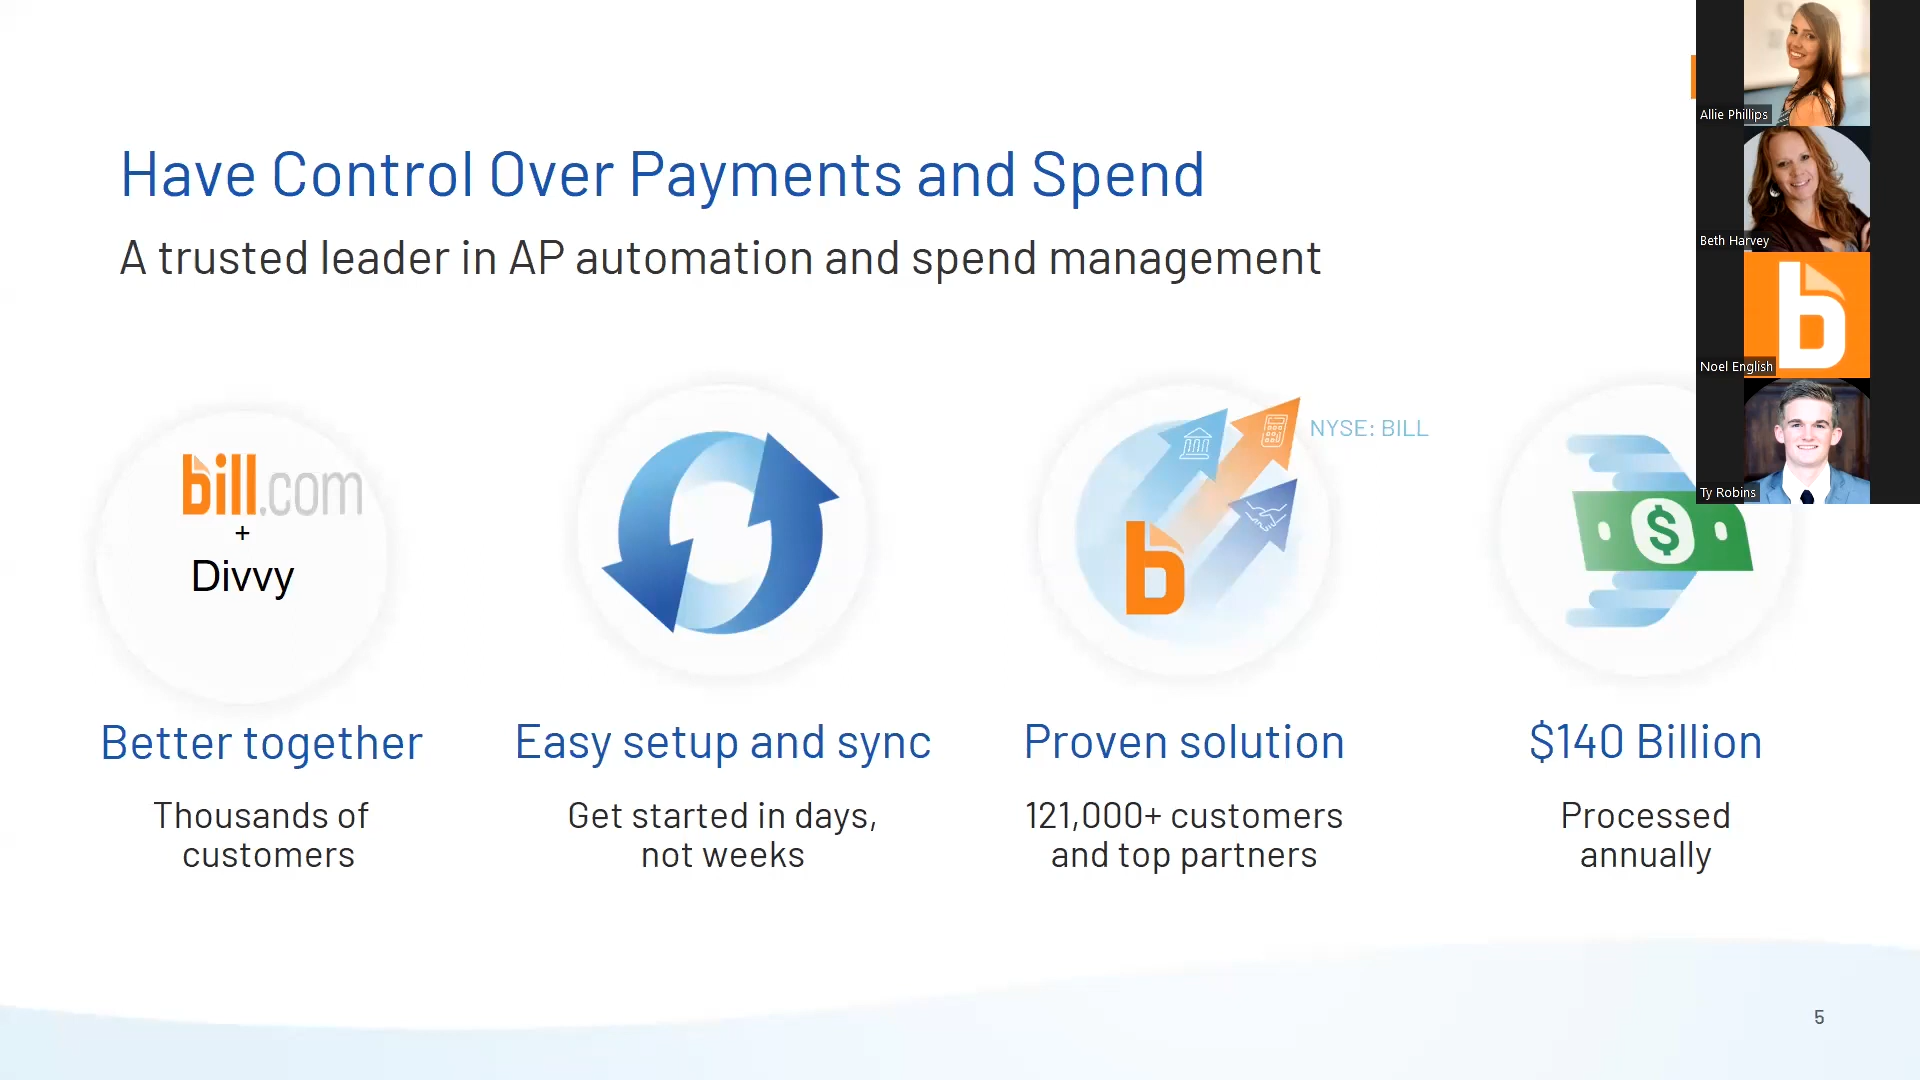 Have Control Over Payments and Spend
A trusted leader in AP automation and spend management
bill.com
+
Divvy
Better together
Thousands of
customers
Easy setup and sync
Get started in days,
not weeks
b
NYSE: BILL
Proven solution
121,000+ customers
and top partners
$
$140 Billion
Processed
annually
Allie Phillips
Beth Harvey
b
Noel English
Ty Robins
5